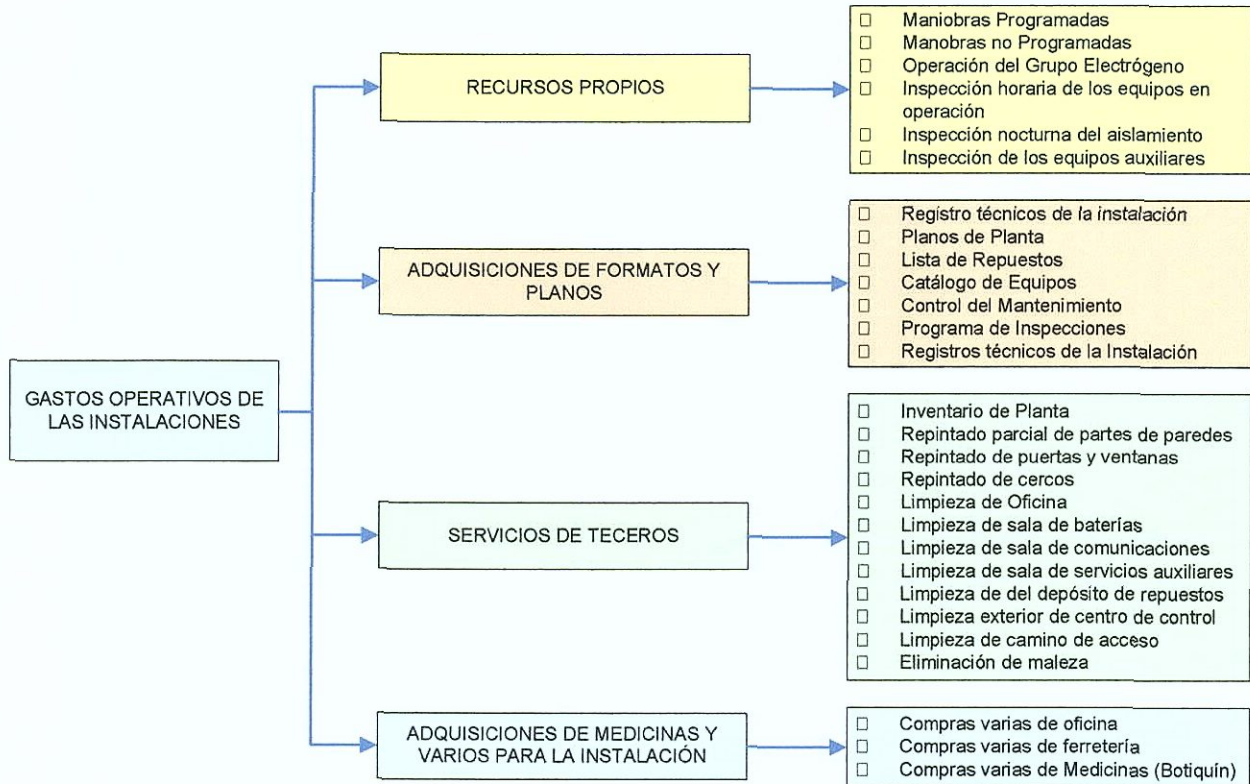 GASTOS OPERATIVOS DE
LAS INSTALACIONES
RECURSOS PROPIOS
□ Maniobras Programadas
□ Manobras no Programadas
□ Operación del Grupo Electrógeno
□ Inspección horaria de los equipos en
operación
□ Inspección nocturna del aislamiento
□ Inspección de los equipos auxiliares
ADQUISICIONES DE FORMATOS Y
PLANOS
□ Registro técnicos de la instalación
□ Planos de Planta
□ Lista de Repuestos
□ Catálogo de Equipos
□ Control del Mantenimiento
□ Programa de Inspecciones
□ Registros técnicos de la Instalación
SERVICIOS DE TECEROS
□ Inventario de Planta
□ Repintado parcial de partes de paredes
□ Repintado de puertas y ventanas
□ Repintado de cercos
□ Limpieza de Oficina
□ Limpieza de sala de baterías
□ Limpieza de sala de comunicaciones
□ Limpieza de sala de servicios auxiliares
□ Limpieza de del depósito de repuestos
□ Limpieza exterior de centro de control
□ Limpieza de camino de acceso
□ Eliminación de maleza
ADQUISICIONES DE MEDICINAS Y
VARIOS PARA LA INSTALACIÓN
□ Compras varias de oficina
□ Compras varias de ferretería
□ Compras varias de Medicinas (Botiquín)